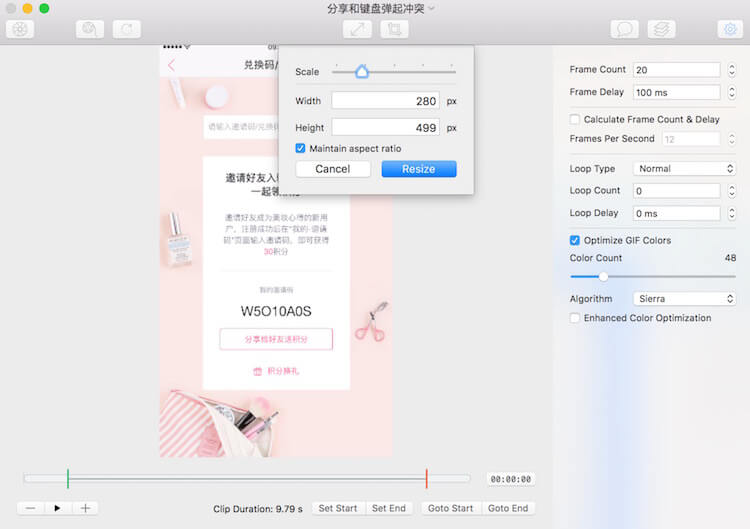 分享和键盘弹起冲突
兑换码/
请输入邀请码/兑换码
邀请好友入
一起领
邀请好友成为美妆心得的新用
户，注册成功后在"我的-邀请
码"页面输入邀请码，即可获得
30积分
我的邀请码
W5O10A0S
分享给好友送积分
积分换礼
Scale
Width 280 px
Height 499 px
Maintain aspect ratio
Cancel Resize
Frame Count 20
Frame Delay 100 ms
Calculate Frame Count & Delay
Frames Per Second 12
Loop Type Normal
Loop Count 0
Loop Delay 0 ms
Optimize GIF Colors
Color Count 48
Algorithm Sierra
Enhanced Color Optimization
00:00:00
Clip Duration: 9.79 s Set Start Set End Goto Start Goto End